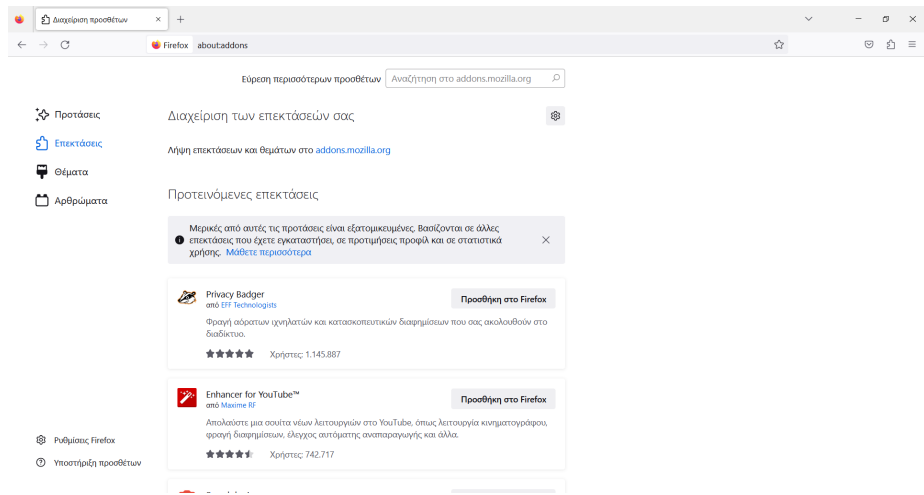 Διαχείριση προσθέτων
Firefox about:addons
Εύρεση περισσότερων προσθέτων
Αναζήτηση στο addons.mozilla.org
Προτάσεις
Επεκτάσεις
Θέματα
Αρθρώματα
Διαχείριση των επεκτάσεών σας
Λήψη επεκτάσεων και θεμάτων στο addons.mozilla.org
Προτεινόμενες επεκτάσεις
Μερικές από αυτές τις προτάσεις είναι εξατομικευμένες. Βασίζονται σε άλλες
επεκτάσεις που έχετε εγκαταστήσει, σε προτιμήσεις προφίλ και σε στατιστικά
χρήσης. Μάθετε περισσότερα
Privacy Badger
από EFF Technologists
Προσθήκη στο Firefox
Φραγή αόρατων ιχνηλατών και κατασκοπευτικών διαφημίσεων που σας ακολουθούν στο
διαδίκτυο.
Χρήστες: 1.145.887
Enhancer for YouTube™
από Maxime RF
Προσθήκη στο Firefox
Απολαύστε μια σουίτα νέων λειτουργιών στο YouTube, όπως λειτουργία κινηματογράφου,
φραγή διαφημίσεων, έλεγχος αυτόματης αναπαραγωγής και άλλα.
Χρήστες: 742.717
Ρυθμίσεις Firefox
Υποστήριξη προσθέτων